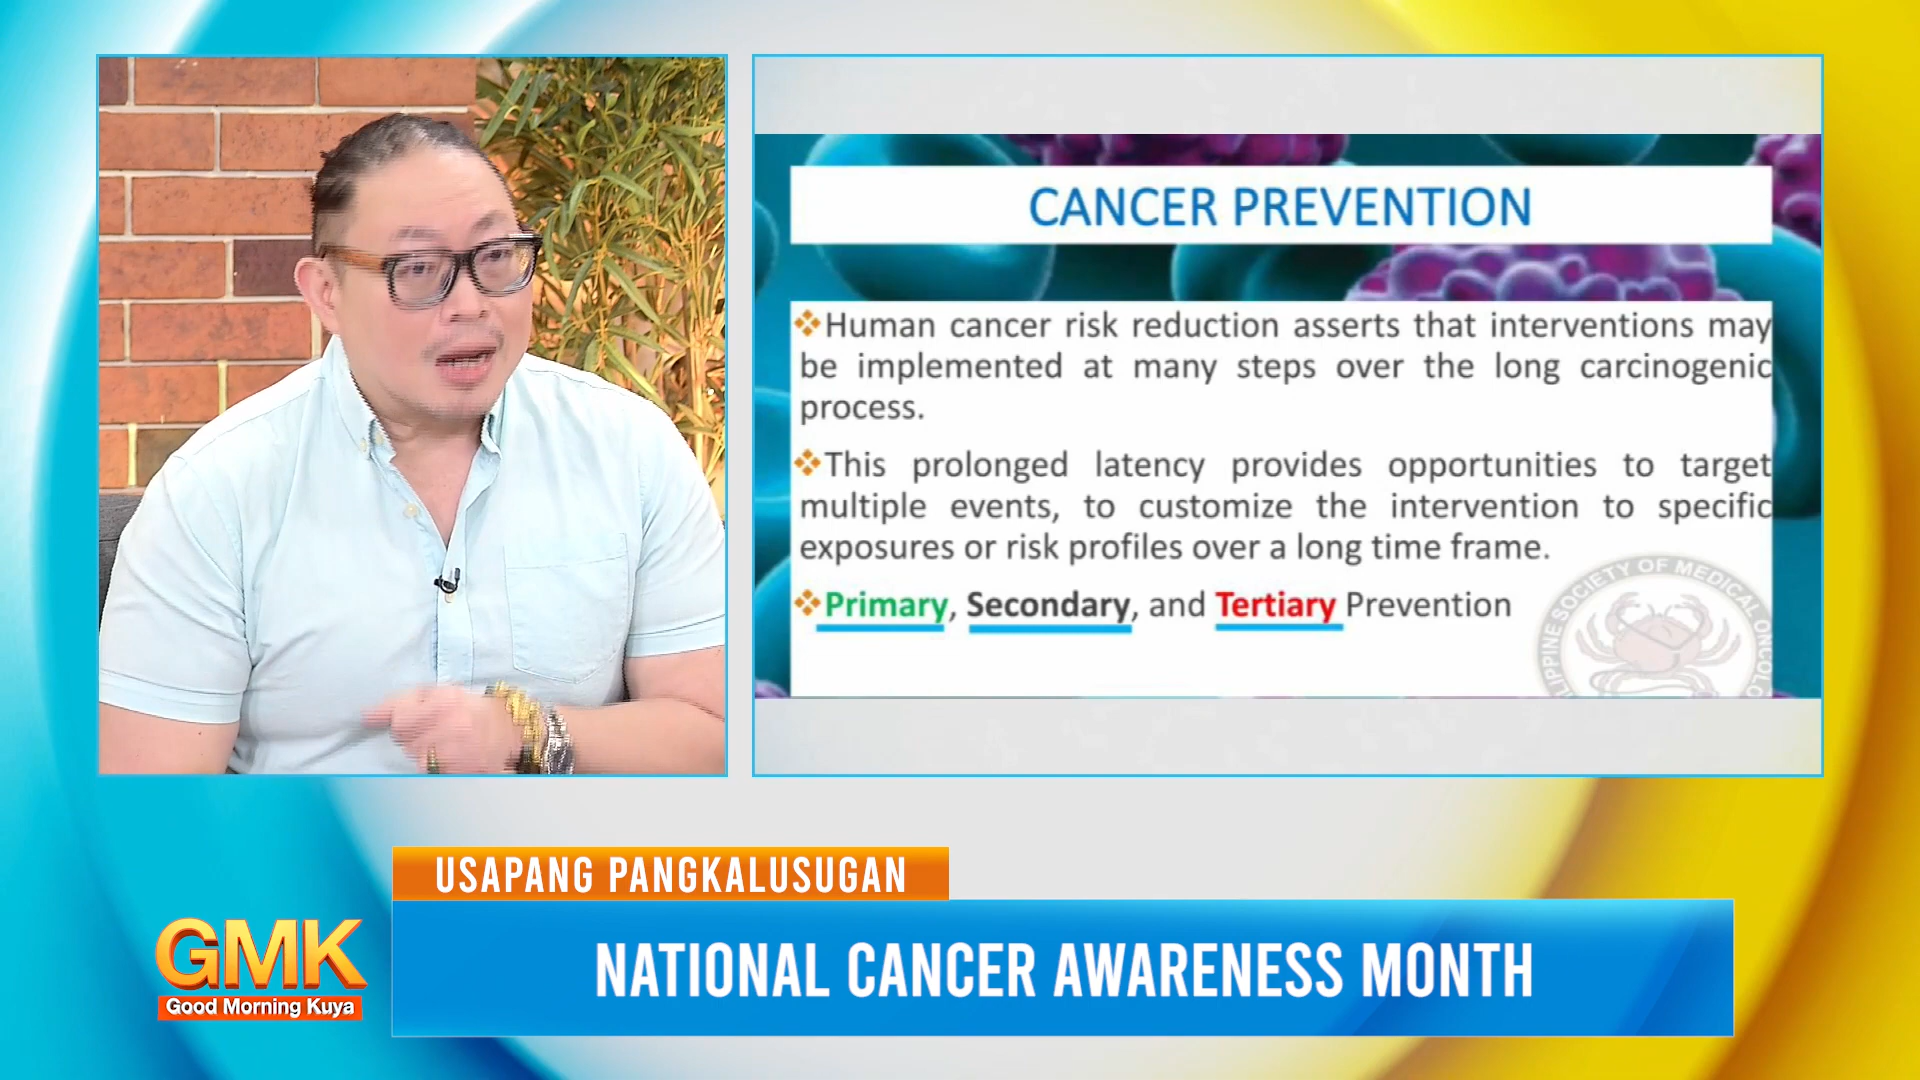 CANCER PREVENTION
❖Human cancer risk reduction asserts that interventions may
be implemented at many steps over the long carcinogenic
process.
❖This prolonged latency provides opportunities to target
multiple events, to customize the intervention to specific
exposures or risk profiles over a long time frame.
❖Primary, Secondary, and Tertiary Prevention
SOCIETY OF MEDICAL
USAPANG PANGKALUSUGAN
NATIONAL CANCER AWARENESS MONTH
GMK
Good Morning Kuya